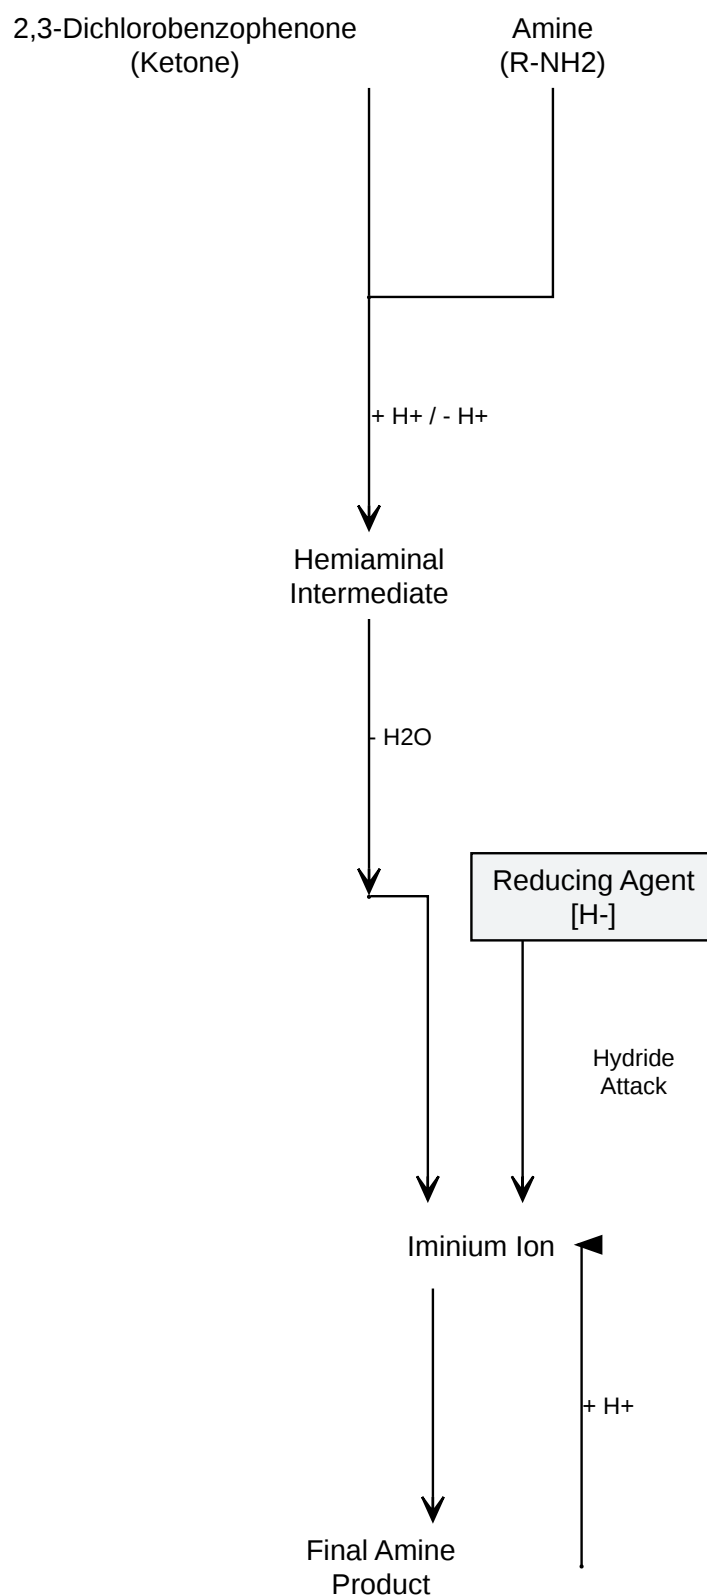 2,3-Dichlorobenzophenone
(Ketone)
Amine
(R-NH2)
+ H+ / - H+
Hemiaminal
Intermediate
- H2O
Reducing Agent
[H-]
Hydride
Attack
Iminium Ion
+ H+
Final Amine
Product